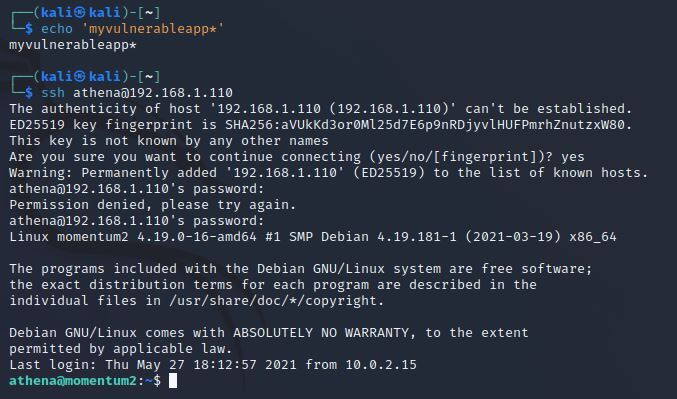 ┌──(kali㉿kali)-[~]
└─$ echo 'myvulnerableapp*'
myvulnerableapp*
┌──(kali㉿kali)-[~]
└─$ ssh athena@192.168.1.110
The authenticity of host '192.168.1.110 (192.168.1.110)' can't be established.
ED25519 key fingerprint is SHA256:aVUkKd3or0Ml25d7E6p9nRDjyvlHUFPmrhZnutzxW80.
This key is not known by any other names
Are you sure you want to continue connecting (yes/no/[fingerprint])? yes
Warning: Permanently added '192.168.1.110' (ED25519) to the list of known hosts.
athena@192.168.1.110's password:
Permission denied, please try again.
athena@192.168.1.110's password:
Linux momentum2 4.19.0-16-amd64 #1 SMP Debian 4.19.181-1 (2021-03-19) x86_64
The programs included with the Debian GNU/Linux system are free software;
the exact distribution terms for each program are described in the
individual files in /usr/share/doc/*/copyright.
Debian GNU/Linux comes with ABSOLUTELY NO WARRANTY, to the extent
permitted by applicable law.
Last login: Thu May 27 18:12:57 2021 from 10.0.2.15
athena@momentum2:~$